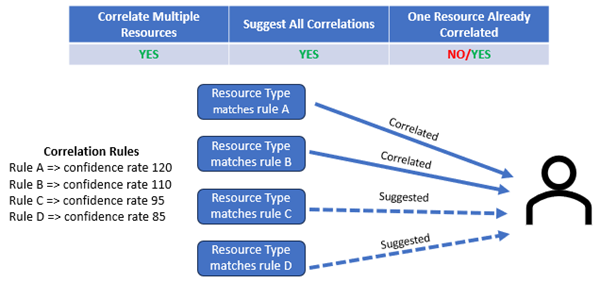 Correlate Multiple Resources
Suggest All Correlations
One Resource Already Correlated
YES
YES
NO/YES
Resource Type
matches rule A
Correlated
Resource Type
matches rule B
Correlated
Correlation Rules
Rule A => confidence rate 120
Rule B => confidence rate 110
Rule C => confidence rate 95
Rule D => confidence rate 85
Resource Type
matches rule C
Suggested
Resource Type
matches rule D
Suggested